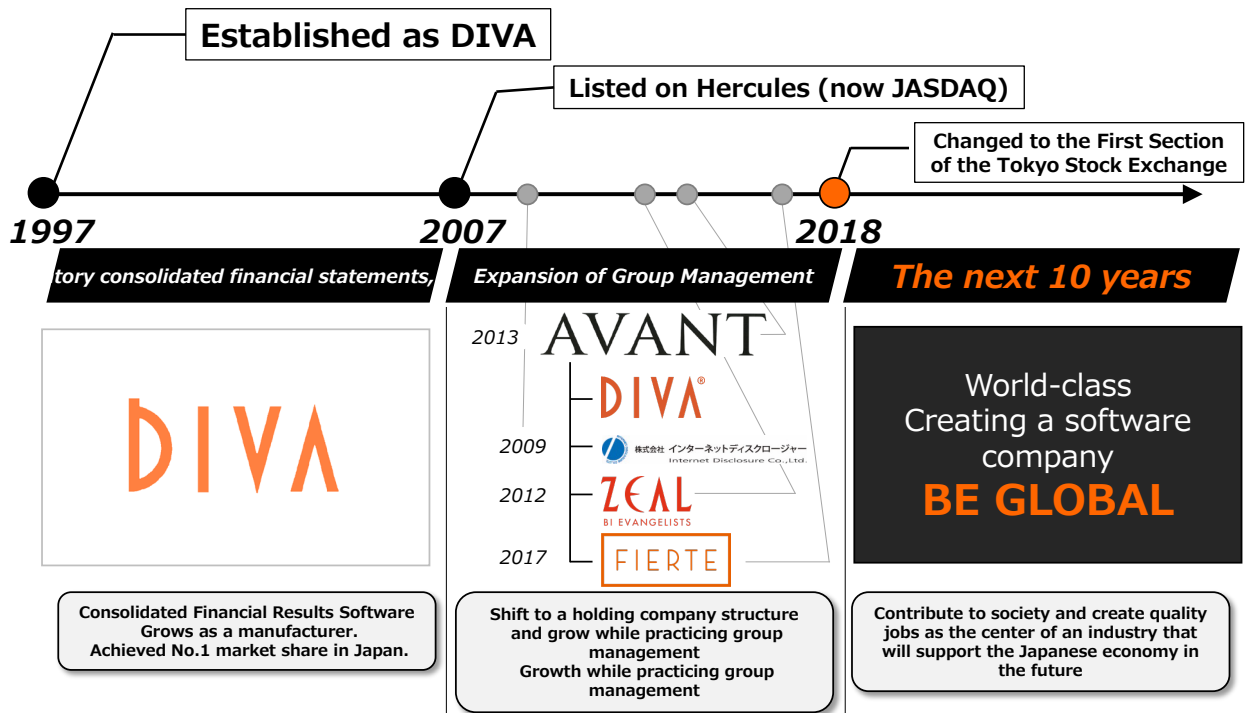 Established as DIVA
Listed on Hercules (now JASDAQ)
Changed to the First Section
of the Tokyo Stock Exchange
1997
2007
2018
tory consolidated financial statements,
Expansion of Group Management
The next 10 years
DIVA
2013
AVANT
DIVA®
2009
株式会社 インターネットディスクロージャー
Internet Disclosure Co.,Ltd.
2012
ZEAL
BI EVANGELISTS
2017
FIERTE
World-class
Creating a software
company
BE GLOBAL
Consolidated Financial Results Software
Grows as a manufacturer.
Achieved No.1 market share in Japan.
Shift to a holding company structure
and grow while practicing group
management
Growth while practicing group
management
Contribute to society and create quality
jobs as the center of an industry that
will support the Japanese economy in
the future